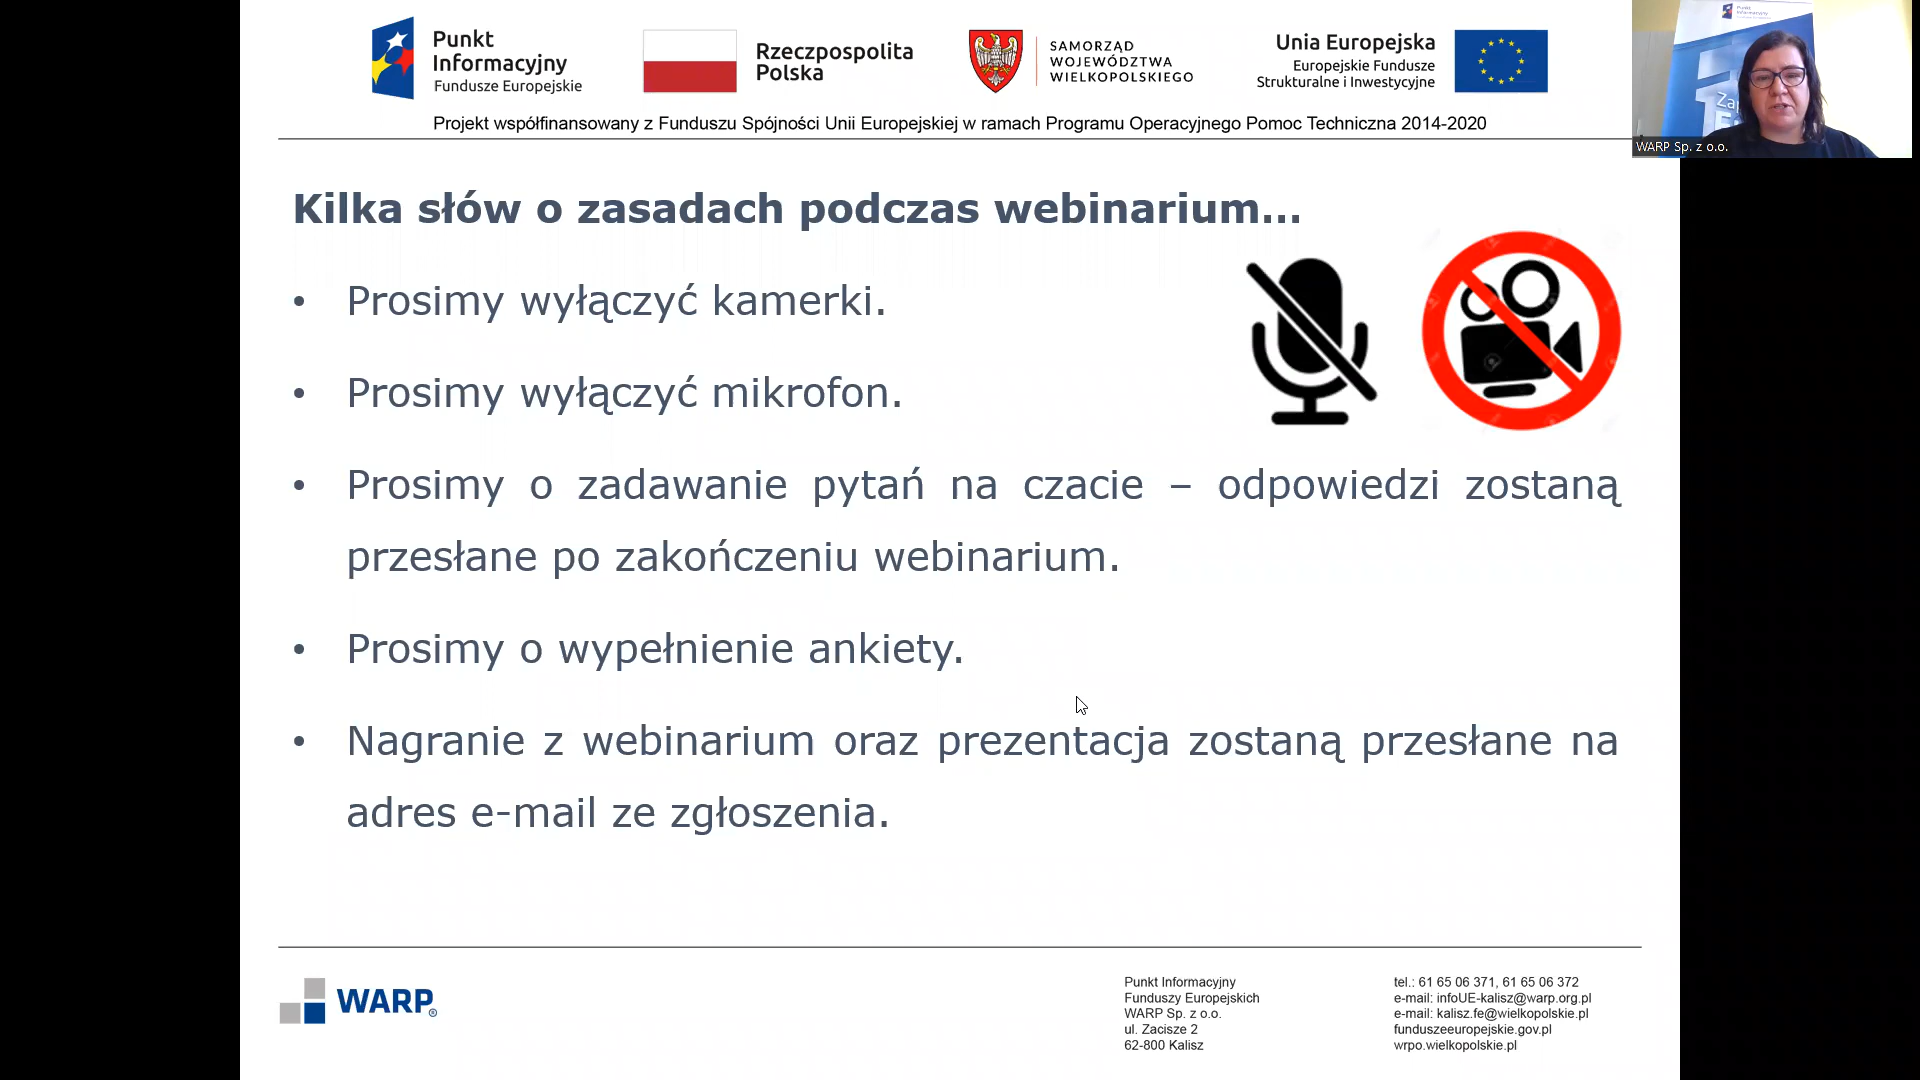 Punkt
Informacyjny
Fundusze Europejskie
Rzeczpospolita
Polska
SAMORZĄD
WOJEWÓDZTWA
WIELKOPOLSKIEGO
Unia Europejska
Europejskie Fundusze
Strukturalne i Inwestycyjne
Projekt współfinansowany z Funduszu Spójności Unii Europejskiej w ramach Programu Operacyjnego Pomoc Techniczna 2014-2020
Punkt
Informacyjny
WARP Sp. z o.o.
Kilka słów o zasadach podczas webinarium...
• Prosimy wyłączyć kamerki.
• Prosimy wyłączyć mikrofon.
• Prosimy o zadawanie pytań na czacie – odpowiedzi zostaną
przesłane po zakończeniu webinarium.
• Prosimy o wypełnienie ankiety.
• Nagranie z webinarium oraz prezentacja zostaną przesłane na
adres e-mail ze zgłoszenia.
WARP®
Punkt Informacyjny
Funduszy Europejskich
WARP Sp. z o.o.
ul. Zacisze 2
62-800 Kalisz
tel.: 61 65 06 371, 61 65 06 372
e-mail: infoUE-kalisz@warp.org.pl
e-mail: kalisz.fe@wielkopolskie.pl
funduszeeuropejskie.gov.pl
wrpo.wielkopolskie.pl